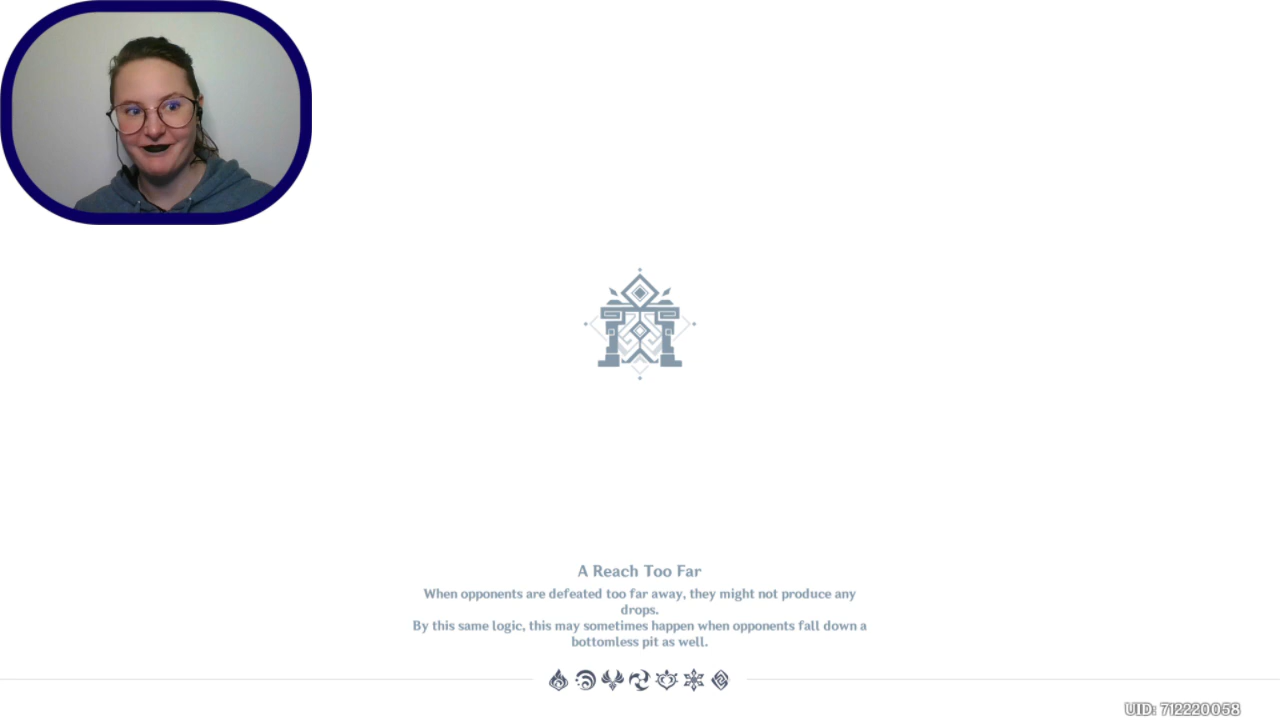 A Reach Too Far
When opponents are defeated too far away, they might not produce any
drops.
By this same logic, this may sometimes happen when opponents fall down a
bottomless pit as well.
UID: 712220058